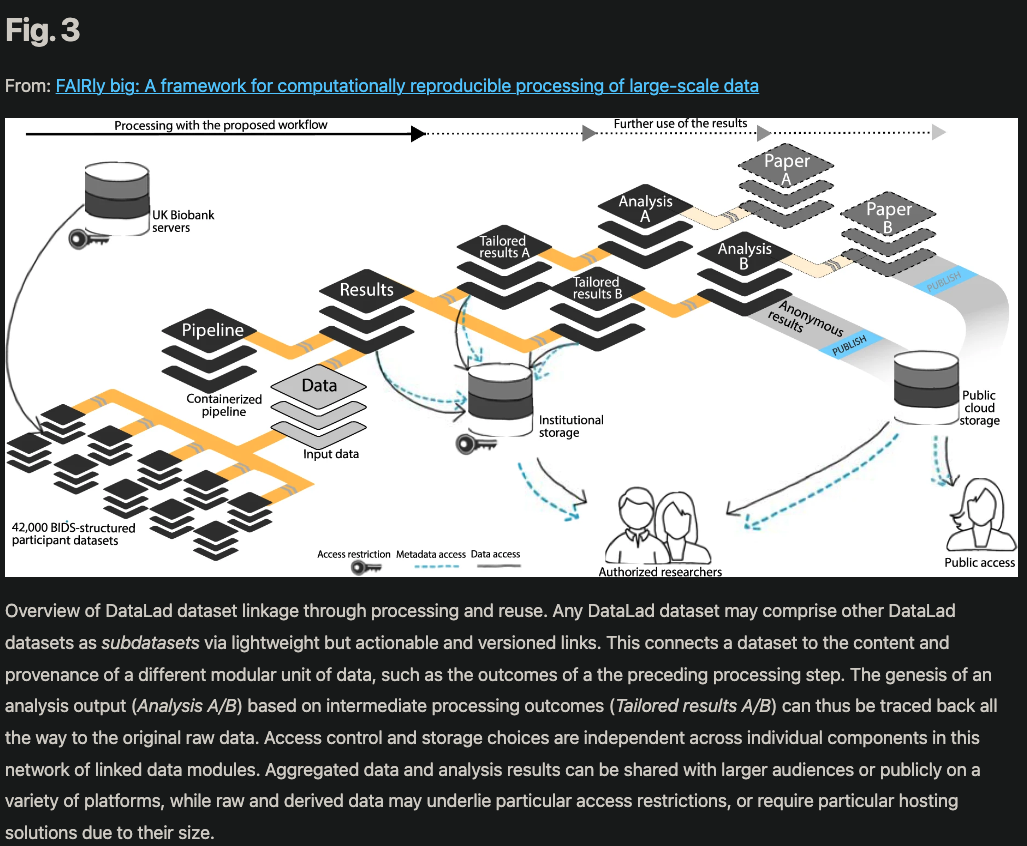 Fig. 3
From: FAIRly big: A framework for computationally reproducible processing of large-scale data
Processing with the proposed workflow
Further use of the results
UK Biobank
servers
Paper
A
Paper
B
Analysis
A
Analysis
B
Tailored
results A
Tailored
results B
Results
Pipeline
Containerized
pipeline
Data
Input data
PUBLISH
Anonymous
results
PUBLISH
Institutional
storage
Public
cloud
storage
42,000 BIDS-structured
participant datasets
Access restriction Metadata access Data access
Authorized researchers
Public access
Overview of DataLad dataset linkage through processing and reuse. Any DataLad dataset may comprise other DataLad
datasets as subdatasets via lightweight but actionable and versioned links. This connects a dataset to the content and
provenance of a different modular unit of data, such as the outcomes of a the preceding processing step. The genesis of an
analysis output (Analysis A/B) based on intermediate processing outcomes (Tailored results A/B) can thus be traced back all
the way to the original raw data. Access control and storage choices are independent across individual components in this
network of linked data modules. Aggregated data and analysis results can be shared with larger audiences or publicly on a
variety of platforms, while raw and derived data may underlie particular access restrictions, or require particular hosting
solutions due to their size.